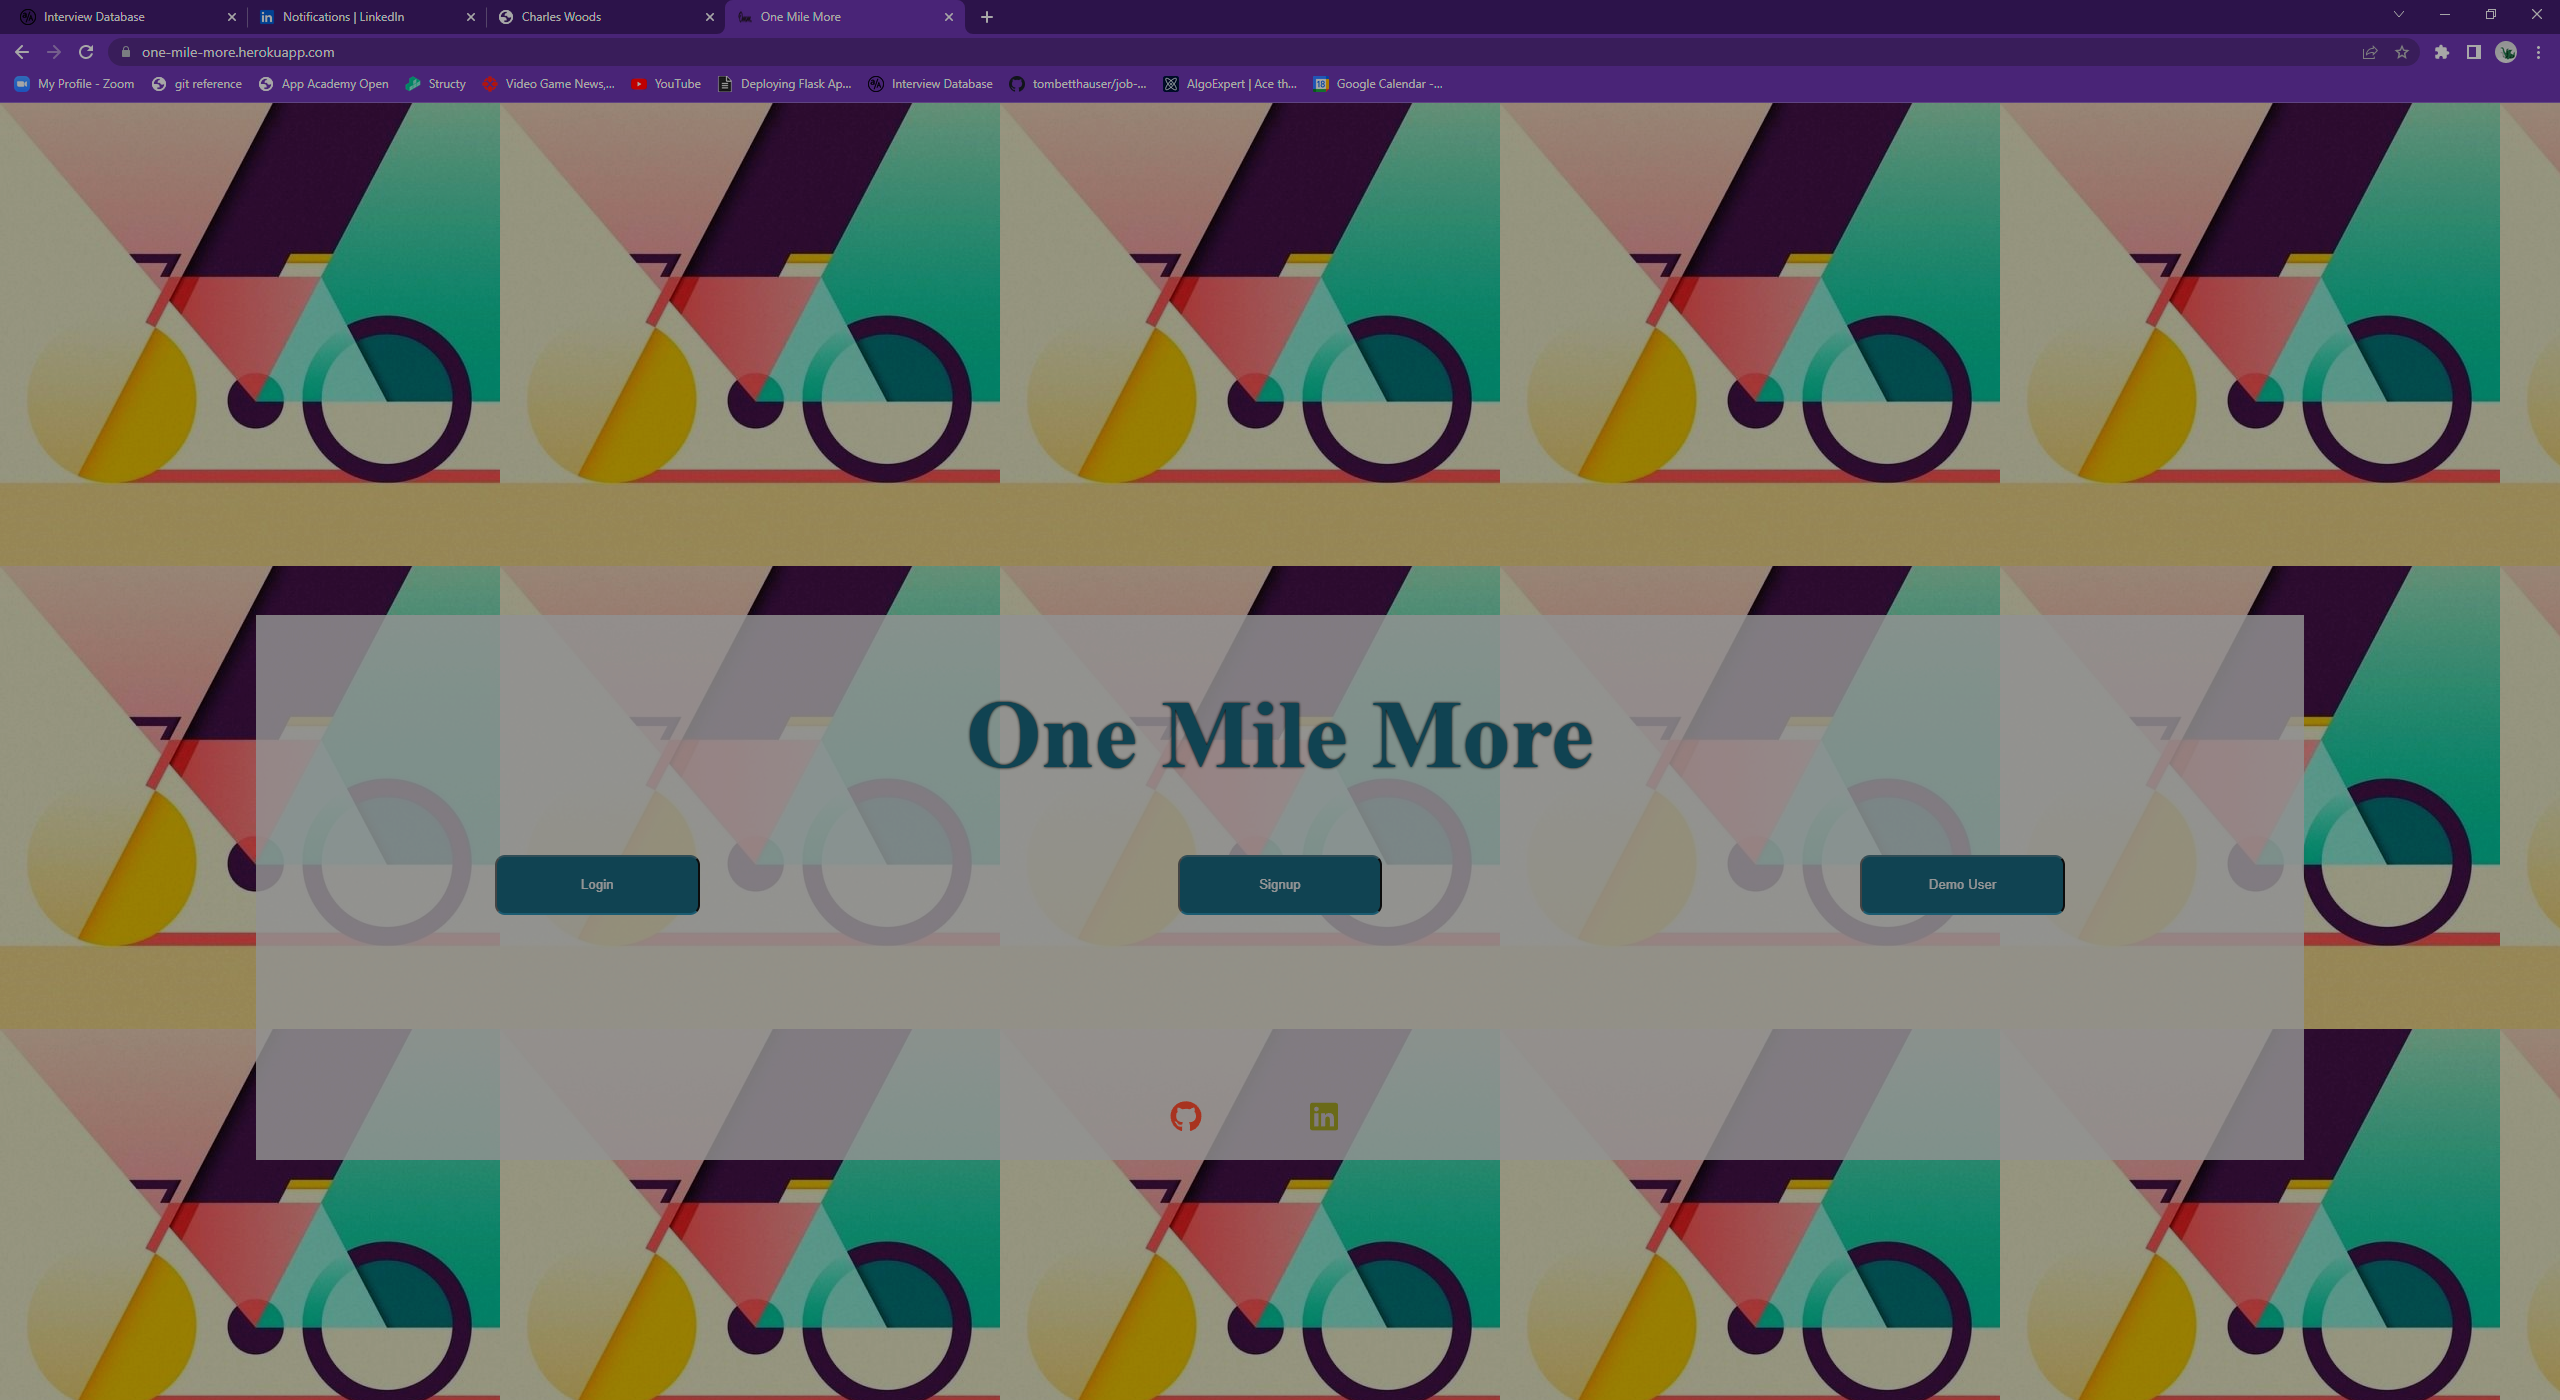 Interview Database
Notifications | LinkedIn
Charles Woods
One Mile More
one-mile-more.herokuapp.com
My Profile - Zoom
git reference
App Academy Open
Structy
Video Game News,...
YouTube
Deploying Flask Ap...
Interview Database
tombetthauser/job-...
AlgoExpert | Ace th...
18
Google Calendar -...
One Mile More
Login
Signup
Demo User
in